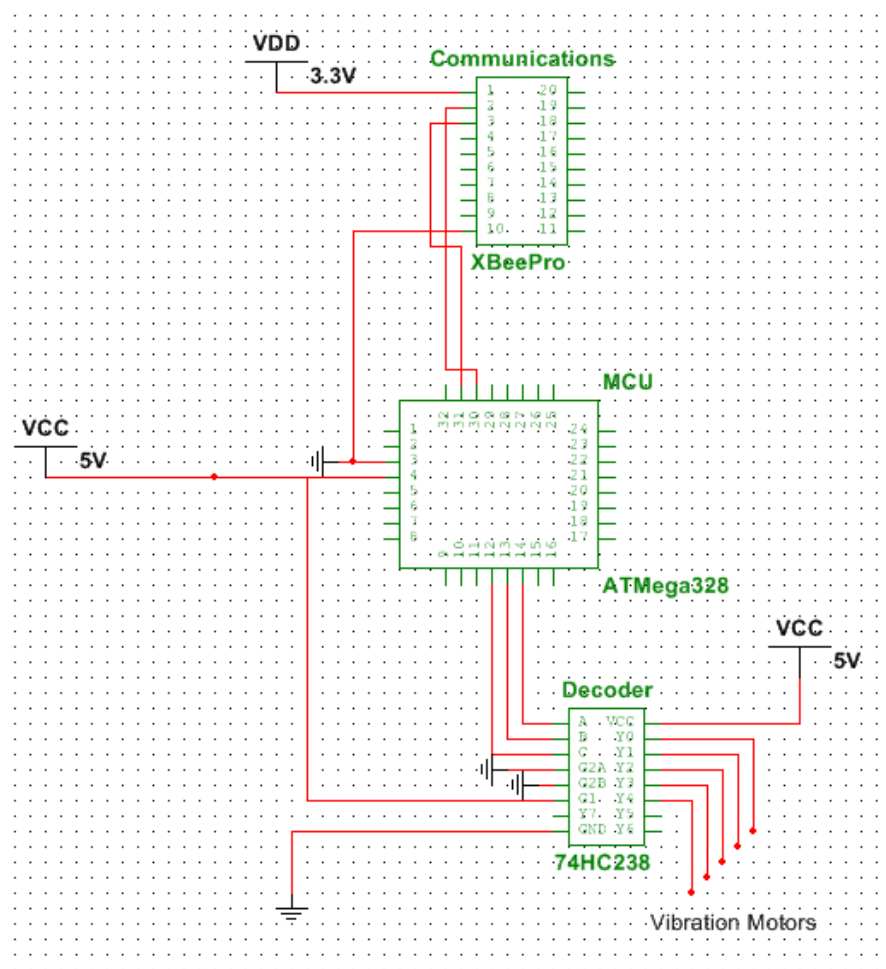 VDD
3.3V
Communications
1 20
2 19
3 18
4 17
5 16
6 15
7 14
8 13
9 12
10 11
XBeePro
MCU
32 31 30 29 28 27 26 25
VCC
5V
1 24
2 23
3 22
4 21
5 20
6 19
7 18
8 17
9 10 11 12 13 14 15 16
ATMega328
VCC
5V
Decoder
A VCC
B Y0
C Y1
G2A Y2
G2B Y3
G1 Y4
Y7 Y5
GND Y6
74HC238
Vibration Motors